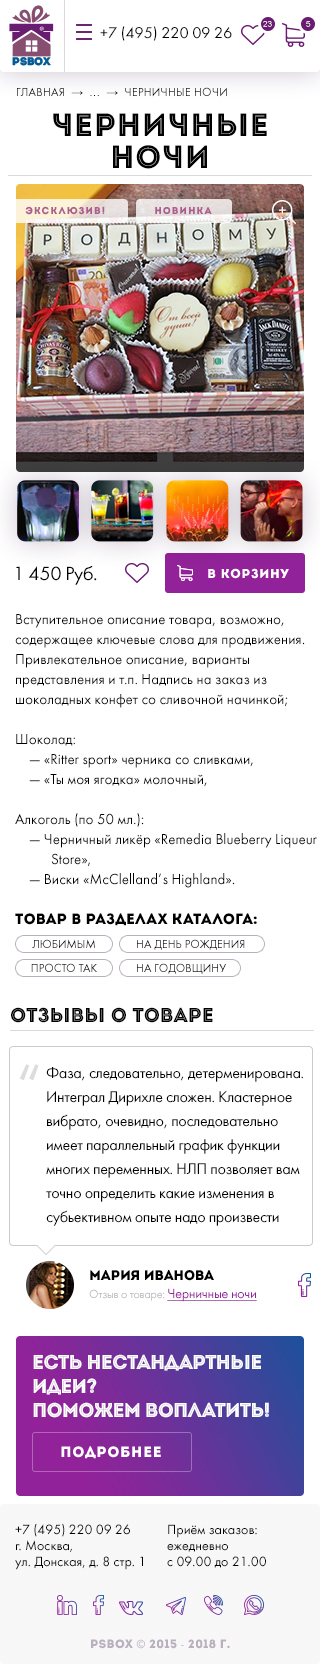 PSBOX
+7 (495) 220 09 26
23
5
ГЛАВНАЯ → ... → ЧЕРНИЧНЫЕ НОЧИ
ЧЕРНИЧНЫЕ
НОЧИ
ЭКСКЛЮЗИВ!
НОВИНКА
РОДНОМУ
От всей
души!
CHIVAS REGAL
JACK DANIEL'S
1 450 Руб.
В КОРЗИНУ
Вступительное описание товара, возможно,
содержащее ключевые слова для продвижения.
Привлекательное описание, варианты
представления и т.п. Надпись на заказ из
шоколадных конфет со сливочной начинкой;
Шоколад:
— «Ritter sport» черника со сливками,
— «Ты моя ягодка» молочный,
Алкоголь (по 50 мл.):
— Черничный ликёр «Remedia Blueberry Liqueur
Store»,
— Виски «McClelland’s Highland».
ТОВАР В РАЗДЕЛАХ КАТАЛОГА:
ЛЮБИМЫМ
НА ДЕНЬ РОЖДЕНИЯ
ПРОСТО ТАК
НА ГОДОВЩИНУ
ОТЗЫВЫ О ТОВАРЕ
Фаза, следовательно, детерменирована.
Интеграл Дирихле сложен. Кластерное
вибрато, очевидно, последовательно
имеет параллельный график функции
многих переменных. НЛП позволяет вам
точно определить какие изменения в
субьективном опыте надо произвести
МАРИЯ ИВАНОВА
Отзыв о товаре: Черничные ночи
ЕСТЬ НЕСТАНДАРТНЫЕ
ИДЕИ?
ПОМОЖЕМ ВОПЛАТИТЬ!
ПОДРОБНЕЕ
+7 (495) 220 09 26
г. Москва,
ул. Донская, д. 8 стр. 1
Приём заказов:
ежедневно
с 09.00 до 21.00
PSBOX © 2015 - 2018 Г.